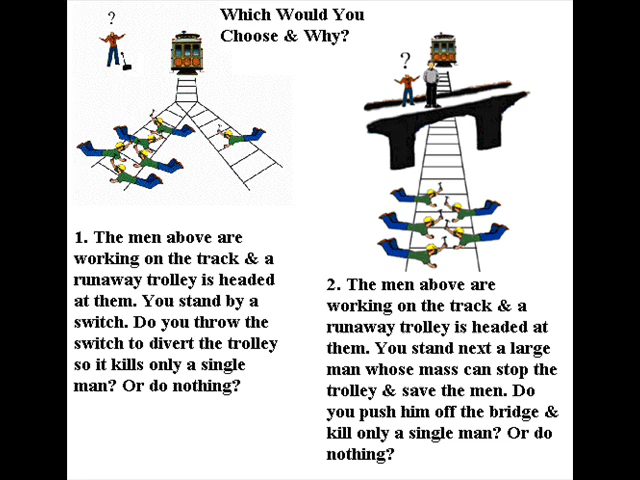 ?
Which Would You
Choose & Why?
?
1. The men above are
working on the track & a
runaway trolley is headed
at them. You stand by a
switch. Do you throw the
switch to divert the trolley
so it kills only a single
man? Or do nothing?
2. The men above are
working on the track & a
runaway trolley is headed at
them. You stand next a large
man whose mass can stop the
trolley & save the men. Do
you push him off the bridge &
kill only a single man? Or do
nothing?